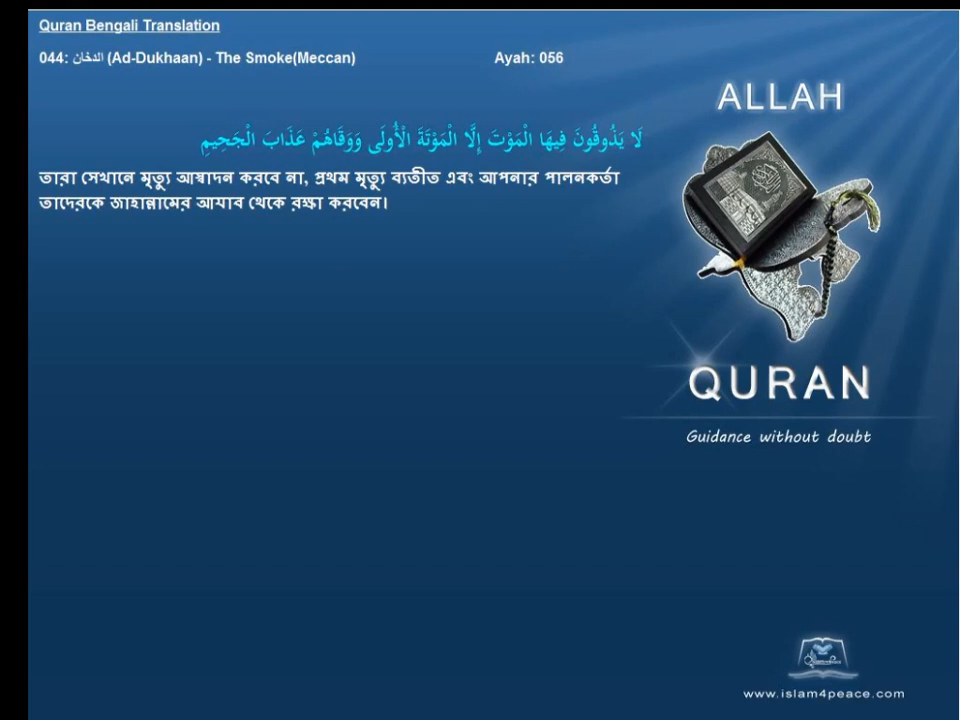 Quran Bengali Translation
044: الدخان (Ad-Dukhaan) - The Smoke(Meccan) Ayah: 056
ALLAH
لَا يَذُوقُونَ فِيهَا الْمَوْتَ إِلَّا الْمَوْتَةَ الْأُولَى وَوَقَاهُمْ عَذَابَ الْجَحِيمِ
তারা সেখানে মৃত্যু আস্বাদন করবে না, প্রথম মৃত্যু ব্যতীত এবং আপনার পালনকর্তা
তাদেরকে জাহান্নামের আযাব থেকে রক্ষা করবেন।
QURAN
Guidance without doubt
www.islam4peace.com